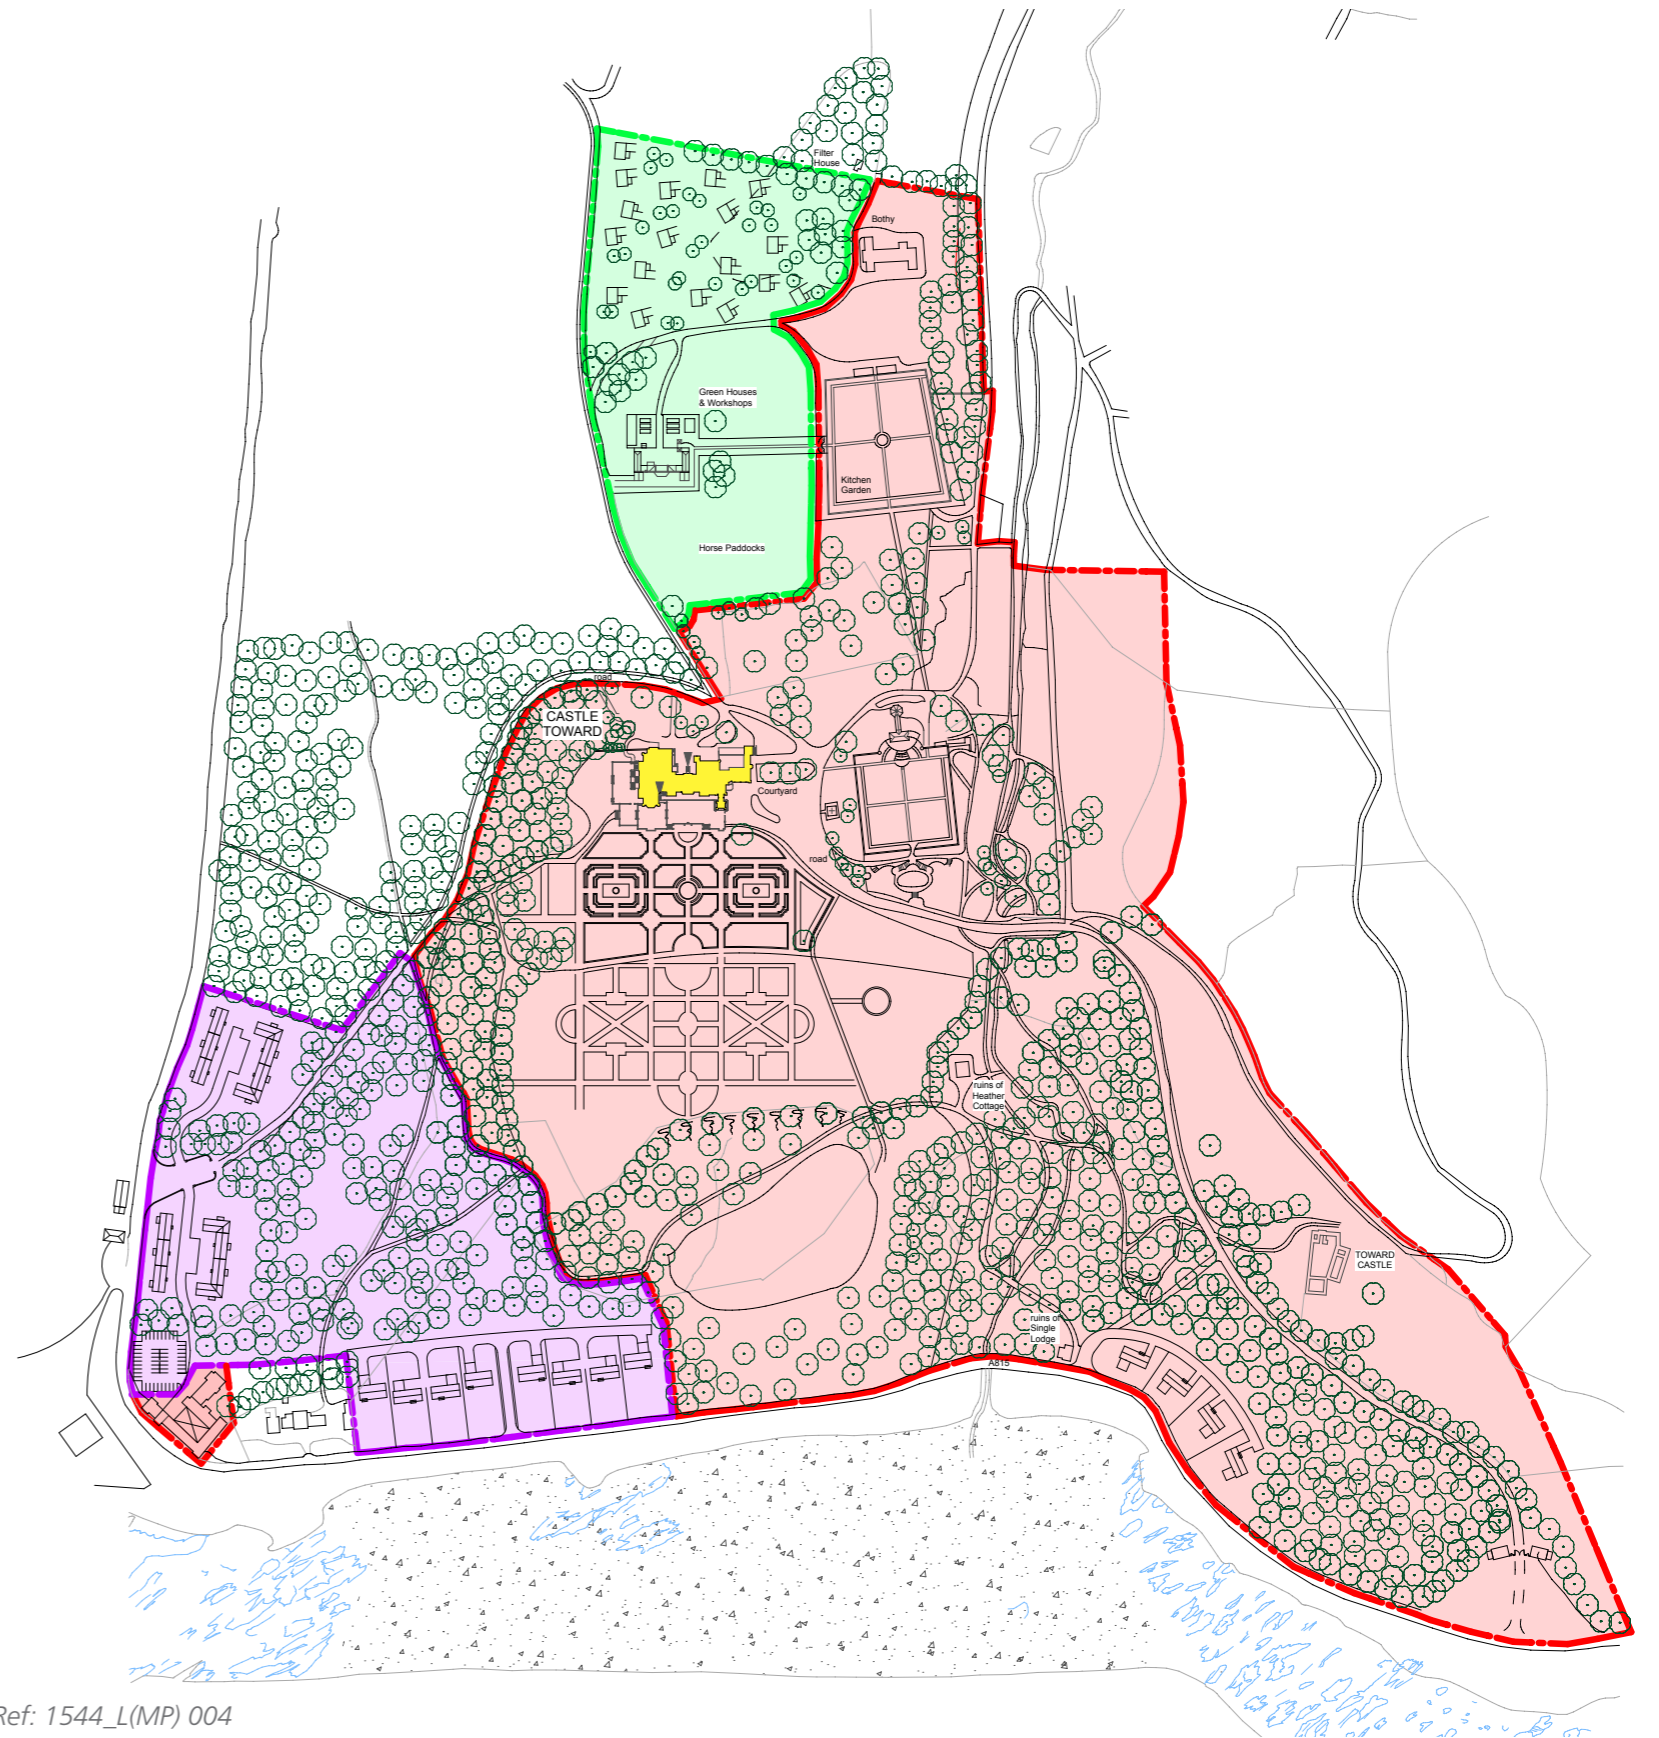 Filter
House
Bothy
Green Houses
& Workshops
Kitchen
Garden
Horse Paddocks
road
CASTLE
TOWARD
Courtyard
road
ruins of
Heather
Cottage
TOWARD
CASTLE
ruins of
Single
Lodge
A815
Ref: 1544_L(MP) 004